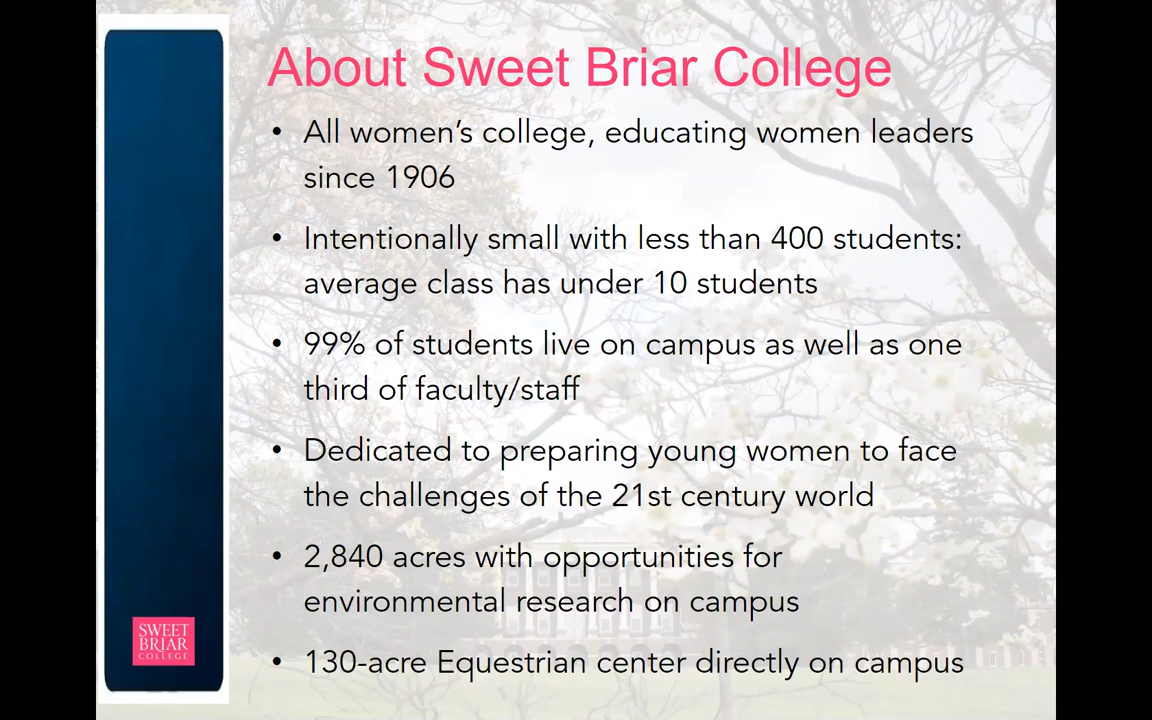 About Sweet Briar College
• All women's college, educating women leaders
since 1906
• Intentionally small with less than 400 students:
average class has under 10 students
• 99% of students live on campus as well as one
third of faculty/staff
• Dedicated to preparing young women to face
the challenges of the 21st century world
• 2,840 acres with opportunities for
environmental research on campus
• 130-acre Equestrian center directly on campus
SWEET
BRIAR
COLLEGE